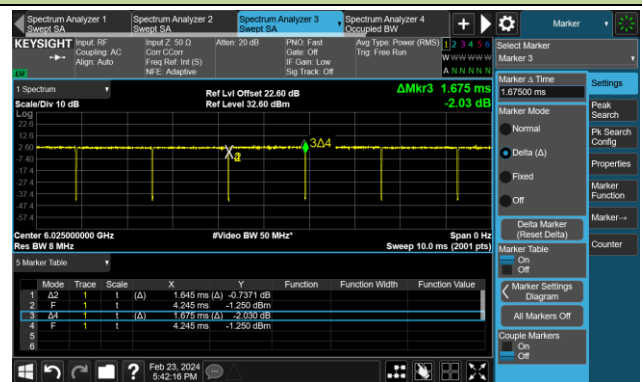 Spectrum Analyzer 1 Spectrum Analyzer 2 Spectrum Analyzer 3 Spectrum Analyzer 4 Marker
Swept SA Swept SA Swept SA Occupied BW
KEYSIGHT Input: RF Input Z: 50 Ω Atten: 20 dB PNO: Fast Avg Type: Power (RMS) 1 2 3 4 5 6 Select Marker
Coupling: AC Corr CCorr Gate: Off Trig: Free Run Marker 3
Align: Auto Freq Ref: Int (S) IF Gain: Low W W W W W W
LVI NFE: Adaptive Sig Track: Off A N N N N N
Marker Δ Time Settings
1.67500 ms
1 Spectrum Ref Lvl Offset 22.60 dB ΔMkr3 1.675 ms
Scale/Div 10 dB Ref Level 32.60 dBm -2.03 dB
Peak Search
Marker Mode
Log
22.6
Normal
Pk Search Config
12.6
2.60 3Δ4
Delta (Δ)
-7.40 X
Properties
-17.4
Fixed
-27.4
Marker Function
-37.4
Off
-47.4
-57.4
Marker→
Delta Marker
(Reset Delta)
Center 6.025000000 GHz #Video BW 50 MHz* Span 0 Hz
Res BW 8 MHz Sweep 10.0 ms (2001 pts)
Marker Table
Counter
On
Off
5 Marker Table
Mode Trace Scale X Y Function Function Width Function Value
1 Δ2 1 t (Δ) 1.645 ms (Δ) -0.7371 dB
2 F 1 t 4.245 ms -1.250 dBm
3 Δ4 1 t (Δ) 1.675 ms (Δ) -2.030 dB
4 F 1 t 4.245 ms -1.250 dBm
5
6
Marker Settings
Diagram
All Markers Off
Couple Markers
On
Off
? Feb 23, 2024
5:42:16 PM